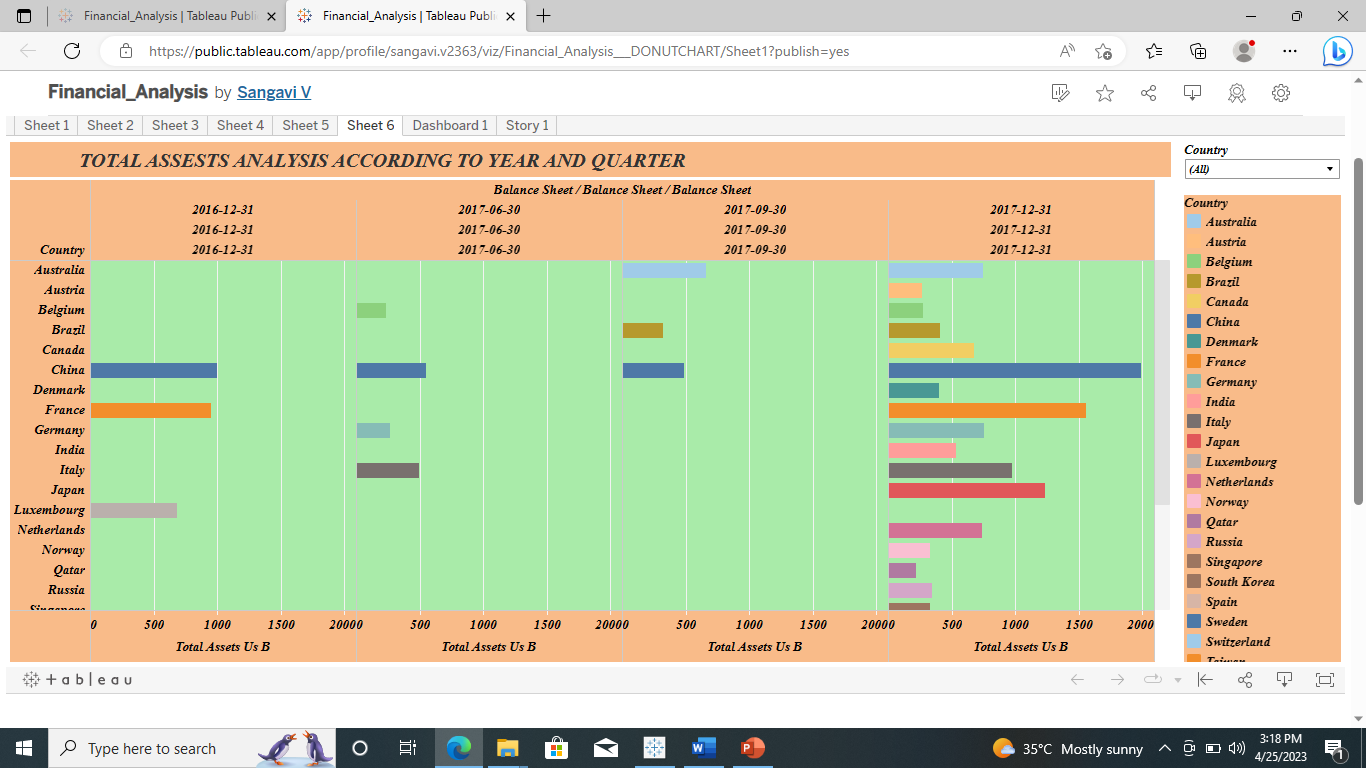 Financial_Analysis | Tableau Publi
Financial_Analysis | Tableau Publi
https://public.tableau.com/app/profile/sangavi.v2363/viz/Financial_Analysis___DONUTCHART/Sheet1?publish=yes
Financial_Analysis by Sangavi V
Sheet 1 Sheet 2 Sheet 3 Sheet 4 Sheet 5 Sheet 6 Dashboard 1 Story 1
TOTAL ASSESTS ANALYSIS ACCORDING TO YEAR AND QUARTER
Balance Sheet / Balance Sheet / Balance Sheet
2016-12-31 2017-06-30 2017-09-30 2017-12-31
2016-12-31 2017-06-30 2017-09-30 2017-12-31
Country 2016-12-31 2017-06-30 2017-09-30 2017-12-31
Australia
Austria
Belgium
Brazil
Canada
China
Denmark
France
Germany
India
Italy
Japan
Luxembourg
Netherlands
Norway
Qatar
Russia
Singapore
0 500 1000 1500 2000 0 500 1000 1500 2000 0 500 1000 1500 2000 0 500 1000 1500 2000
Total Assets Us B Total Assets Us B Total Assets Us B Total Assets Us B
Country
(All)
Country
Australia
Austria
Belgium
Brazil
Canada
China
Denmark
France
Germany
India
Italy
Japan
Luxembourg
Netherlands
Norway
Qatar
Russia
Singapore
South Korea
Spain
Sweden
Switzerland
Taiwan
+ a b l e a u
Type here to search
35°C Mostly sunny
3:18 PM
4/25/2023
1